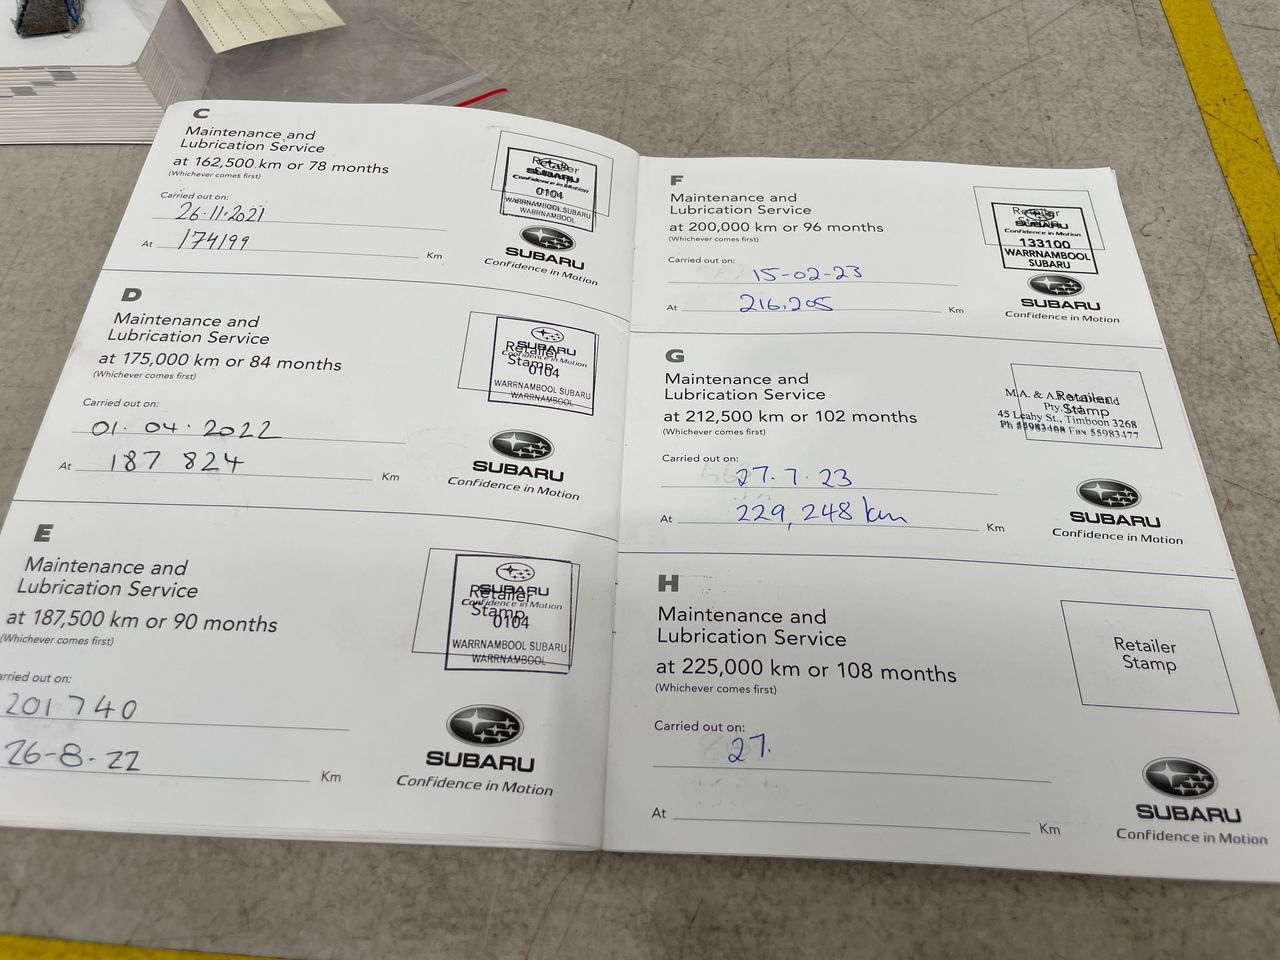 C
Maintenance and
Lubrication Service
at 162,500 km or 78 months
(Whichever comes first)
Carried out on:
26.11.2021
At 174199 Km
Retailer
SUBARU
0104
WARRNAMBOOL SUBARU
WARRNAMBOOL
SUBARU
Confidence in Motion
D
Maintenance and
Lubrication Service
at 175,000 km or 84 months
(Whichever comes first)
Carried out on:
01. 04. 2022
At 187 824 Km
SUBARU
Confidence in Motion
Retailer
Stamp
0104
WARRNAMBOOL SUBARU
WARRNAMBOOL
SUBARU
Confidence in Motion
E
Maintenance and
Lubrication Service
at 187,500 km or 90 months
(Whichever comes first)
arried out on:
201740
26-8-22 Km
SUBARU
Retailer
Confidence in Motion
Stamp
0104
WARRNAMBOOL SUBARU
WARRNAMBOOL
SUBARU
Confidence in Motion
F
Maintenance and
Lubrication Service
at 200,000 km or 96 months
(Whichever comes first)
Carried out on:
15-02-23
At 216.205 Km
Retailer
SUBARU
Confidence in Motion
133100
WARRNAMBOOL
SUBARU
SUBARU
Confidence in Motion
G
Maintenance and
Lubrication Service
at 212,500 km or 102 months
(Whichever comes first)
Carried out on:
27.7.23
At 229,248 km Km
Retailer
Stamp
M.A. & A.
Pty. Ltd.
45 Leahy St., Timboon 3268
Fax 55983477
SUBARU
Confidence in Motion
H
Maintenance and
Lubrication Service
at 225,000 km or 108 months
(Whichever comes first)
Carried out on:
27.
At Km
Retailer
Stamp
SUBARU
Confidence in Motion